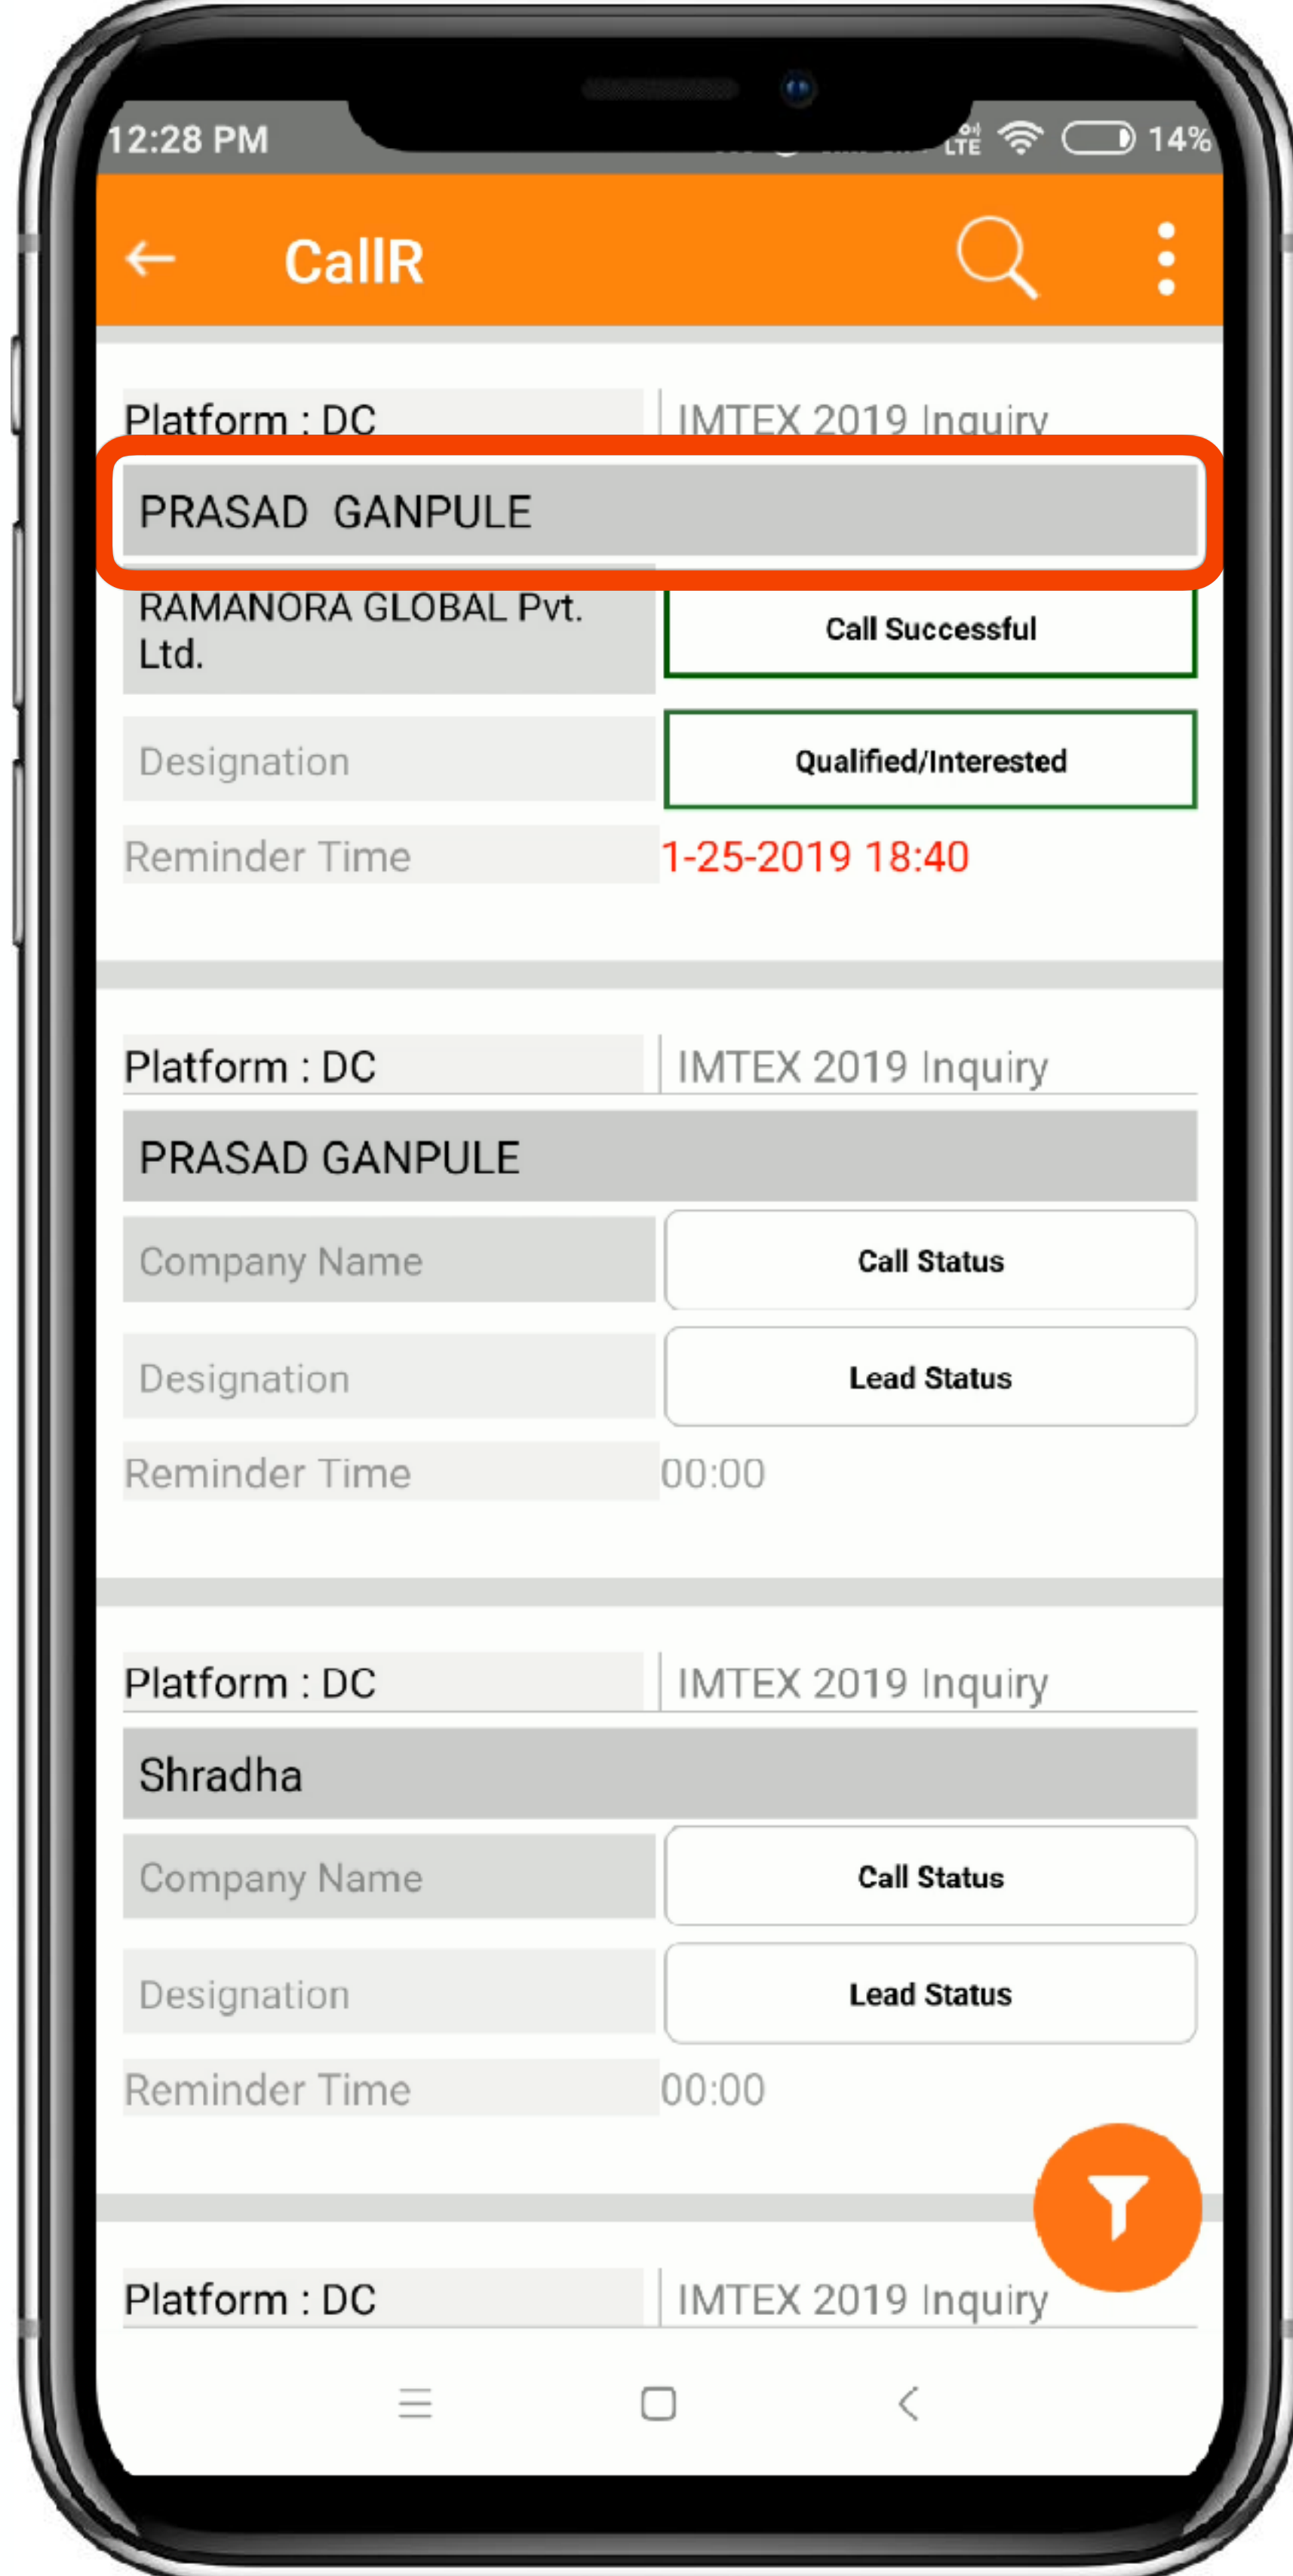 12:28 PM
LTE 14%
CallR
Platform : DC IMTEX 2019 Inquiry
PRASAD GANPULE
RAMANORA GLOBAL Pvt.
Ltd.
Call Successful
Designation Qualified/Interested
Reminder Time 1-25-2019 18:40
Platform : DC IMTEX 2019 Inquiry
PRASAD GANPULE
Company Name Call Status
Designation Lead Status
Reminder Time 00:00
Platform : DC IMTEX 2019 Inquiry
Shradha
Company Name Call Status
Designation Lead Status
Reminder Time 00:00
Platform : DC IMTEX 2019 Inquiry